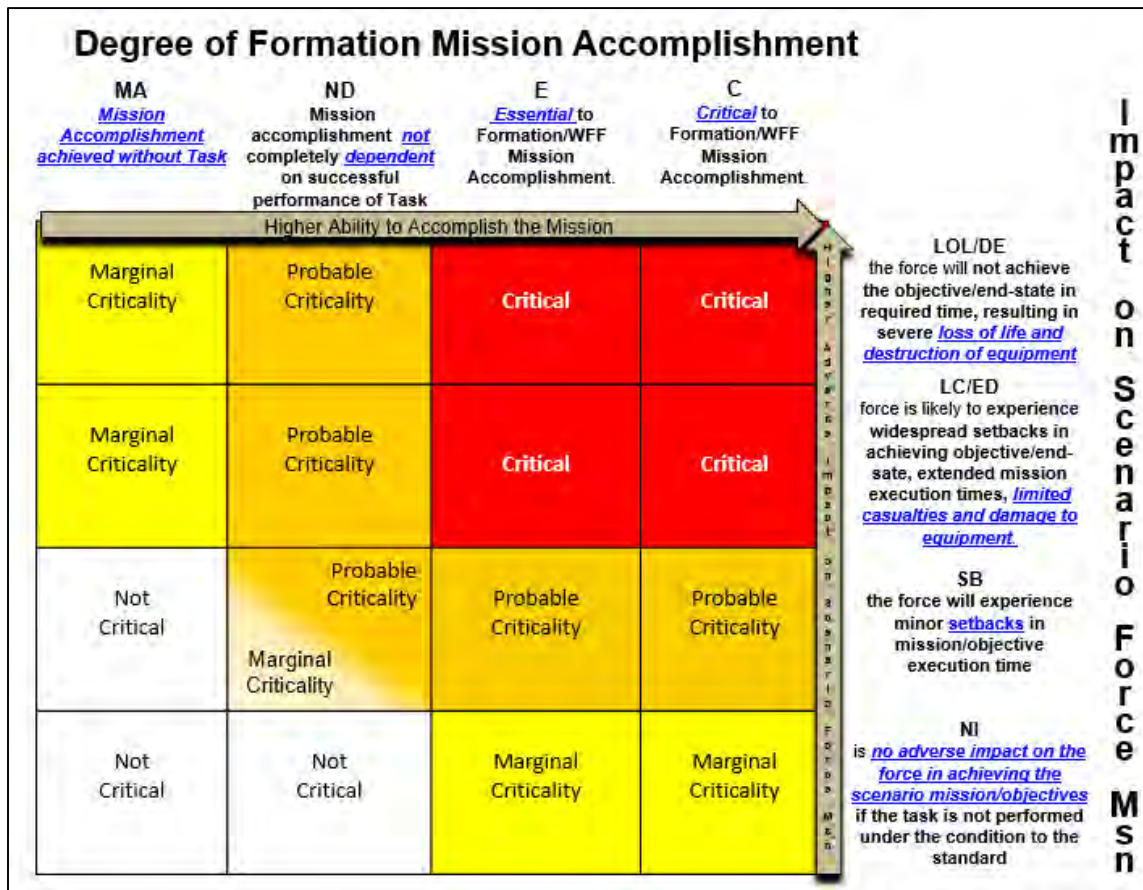 Degree of Formation Mission Accomplishment
MA
Mission
Accomplishment
achieved without Task
ND
Mission
accomplishment not
completely dependent
on successful
performance of Task
E
Essential to
Formation/WFF
Mission
Accomplishment.
C
Critical to
Formation/WFF
Mission
Accomplishment.
Higher Ability to Accomplish the Mission
Marginal
Criticality
Probable
Criticality
Critical
Critical
LOL/DE
the force will not achieve
the objective/end-state in
required time, resulting in
severe loss of life and
destruction of equipment
Marginal
Criticality
Probable
Criticality
Critical
Critical
LC/ED
force is likely to experience
widespread setbacks in
achieving objective/end-
sate, extended mission
execution times, limited
casualties and damage to
equipment.
Not
Critical
Probable
Criticality
Marginal
Criticality
Probable
Criticality
Probable
Criticality
SB
the force will experience
minor setbacks in
mission/objective
execution time
Not
Critical
Not
Critical
Marginal
Criticality
Marginal
Criticality
NI
is no adverse impact on the
force in achieving the
scenario mission/objectives
if the task is not performed
under the condition to the
standard
Higher Adverse Impact on Scenario Force Msn
Impact on Scenario Force Msn